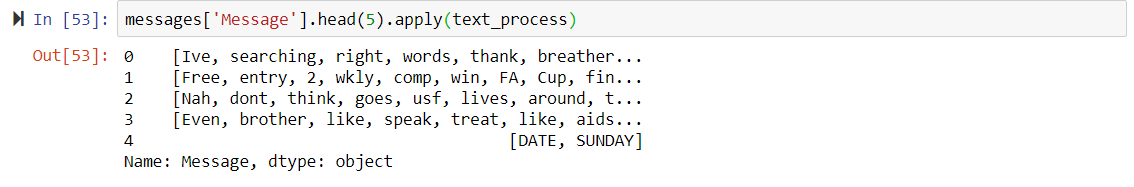 In [53]: messages['Message'].head(5).apply(text_process)
Out[53]: 0    [Ive, searching, right, words, thank, breather...
1    [Free, entry, 2, wkly, comp, win, FA, Cup, fin...
2    [Nah, dont, think, goes, usf, lives, around, t...
3    [Even, brother, like, speak, treat, like, aids...
4                                       [DATE, SUNDAY]
Name: Message, dtype: object